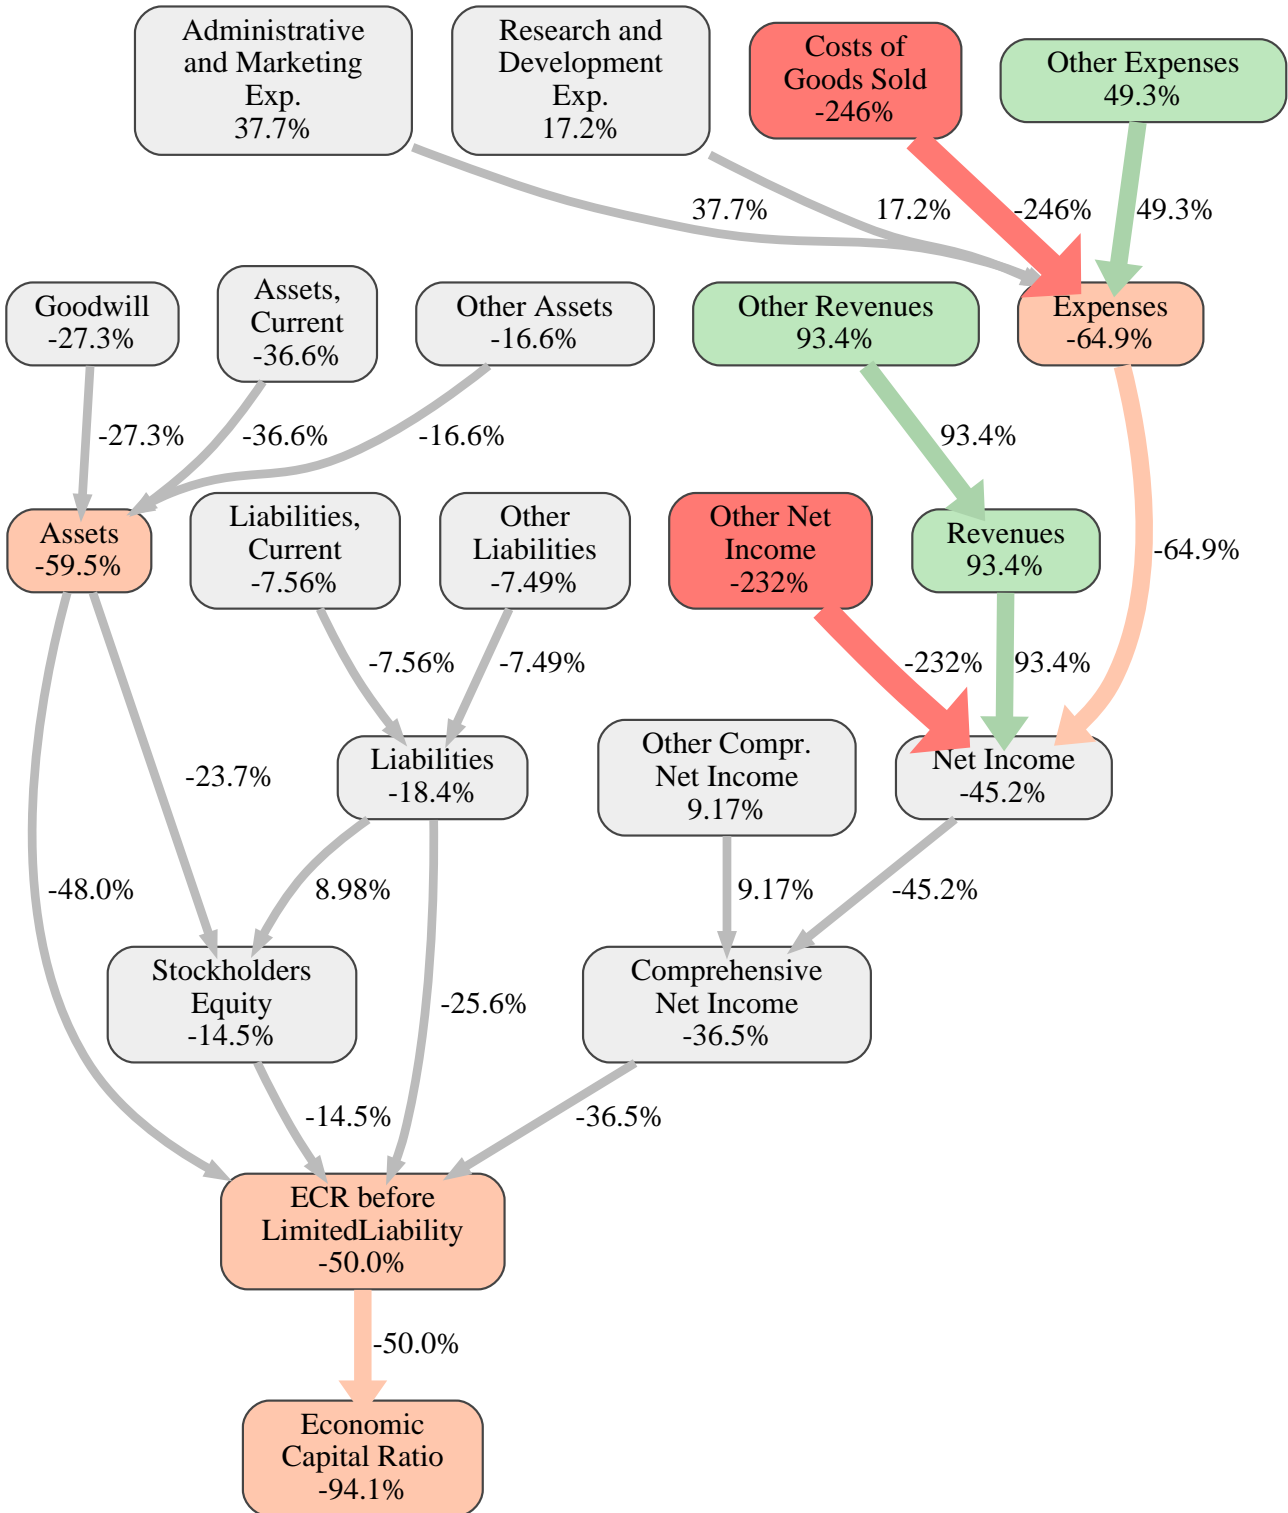 Administrative
and Marketing
Exp.
37.7%
Research and
Development
Exp.
17.2%
Costs of
Goods Sold
-246%
Other Expenses
49.3%
37.7%
17.2%
-246%
49.3%
Goodwill
-27.3%
Assets,
Current
-36.6%
Other Assets
-16.6%
Other Revenues
93.4%
Expenses
-64.9%
-27.3%
-36.6%
-16.6%
93.4%
-64.9%
Assets
-59.5%
Liabilities,
Current
-7.56%
Other
Liabilities
-7.49%
Other Net
Income
-232%
Revenues
93.4%
-7.56%
-7.49%
-232%
93.4%
-23.7%
Liabilities
-18.4%
Other Compr.
Net Income
9.17%
Net Income
-45.2%
-48.0%
8.98%
-25.6%
9.17%
-45.2%
Stockholders
Equity
-14.5%
Comprehensive
Net Income
-36.5%
-14.5%
-36.5%
ECR before
LimitedLiability
-50.0%
-50.0%
Economic
Capital Ratio
-94.1%